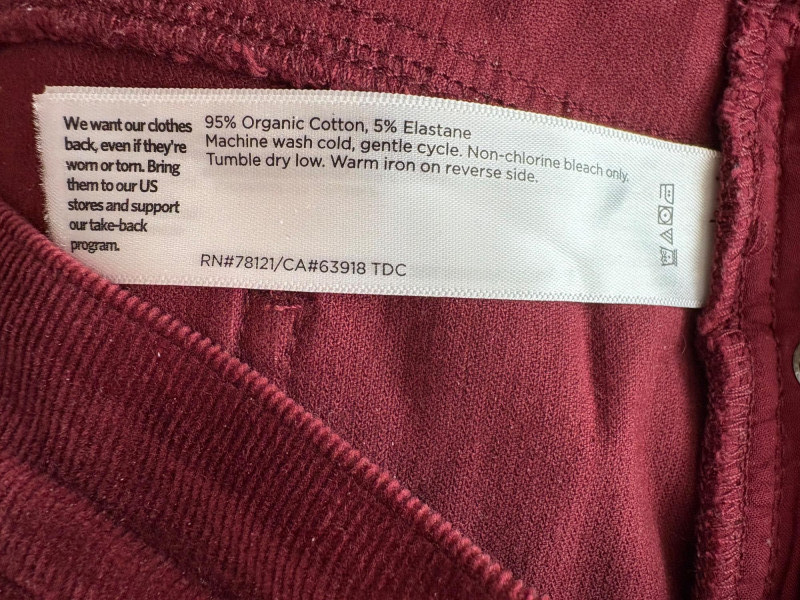 We want our clothes
back, even if they're
worn or torn. Bring
them to our US
stores and support
our take-back
program.
95% Organic Cotton, 5% Elastane
Machine wash cold, gentle cycle. Non-chlorine bleach only.
Tumble dry low. Warm iron on reverse side.
RN#78121/CA#63918 TDC